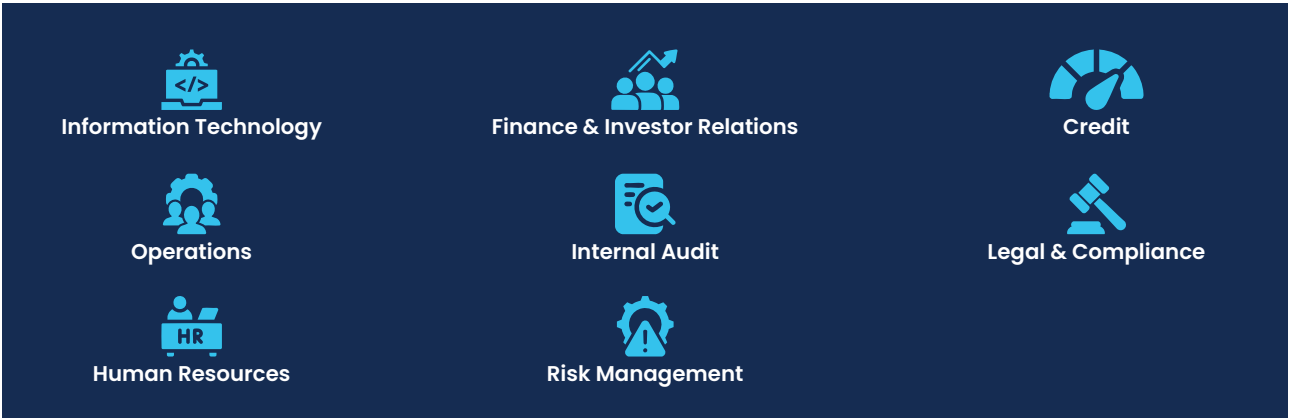 </>
Information Technology
Finance & Investor Relations
Credit
Operations
Internal Audit
Legal & Compliance
HR
Human Resources
Risk Management